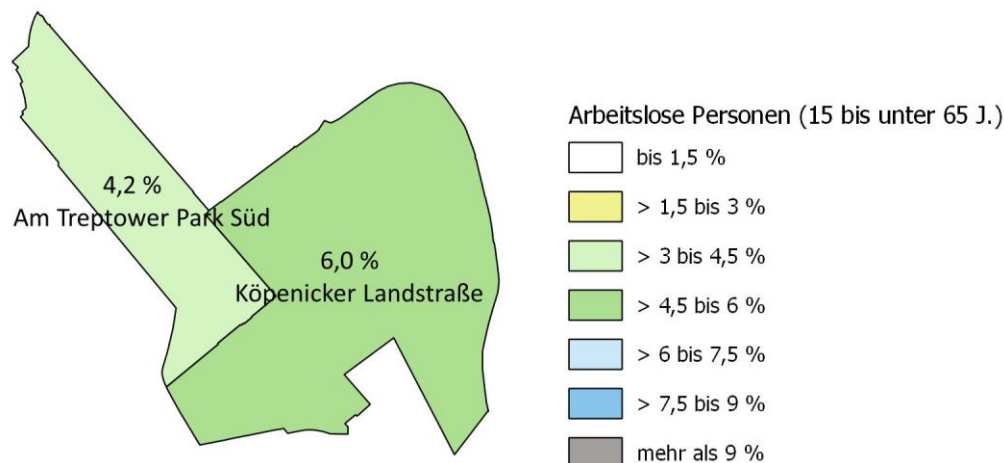 4,2 %
Am Treptower Park Süd
6,0 %
Köpenicker Landstraße
Arbeitslose Personen (15 bis unter 65 J.)
bis 1,5 %
> 1,5 bis 3 %
> 3 bis 4,5 %
> 4,5 bis 6 %
> 6 bis 7,5 %
> 7,5 bis 9 %
mehr als 9 %